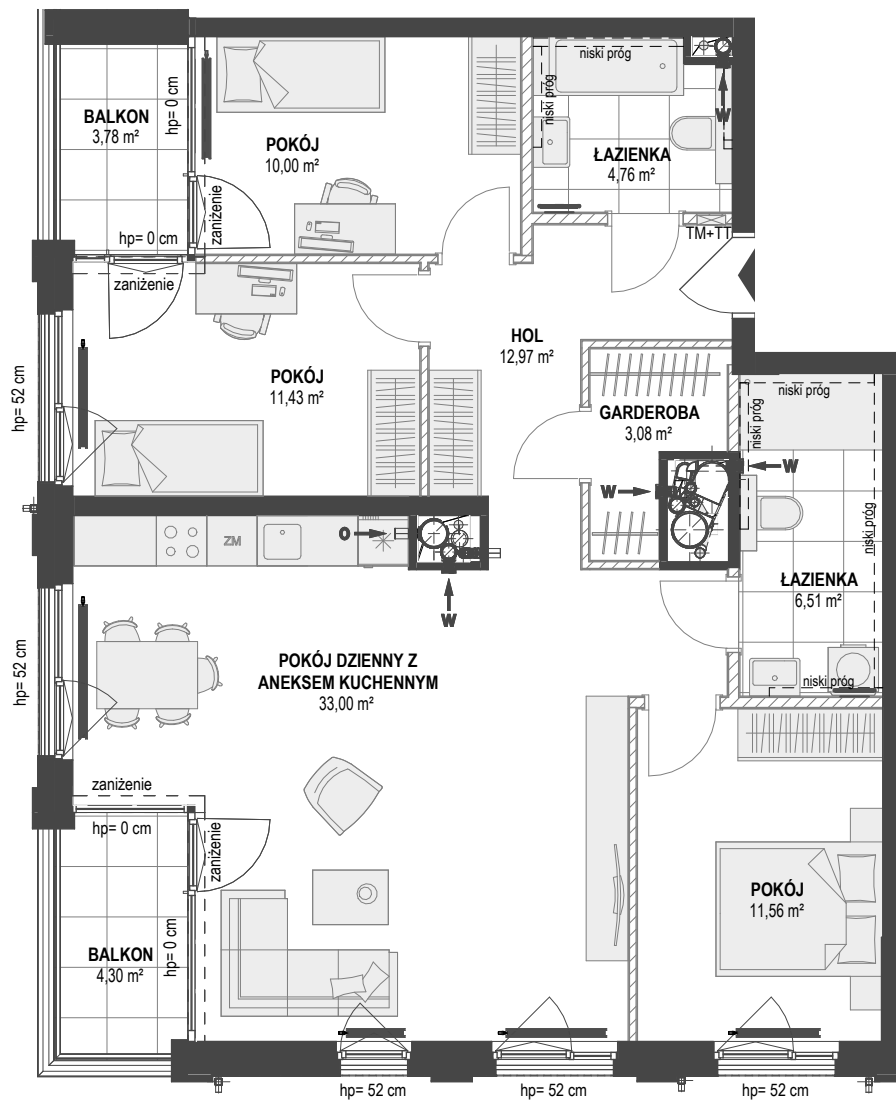 niski próg
niski próg
W
BALKON
3,78 m²
hp= 0 cm
POKÓJ
10,00 m²
ŁAZIENKA
4,76 m²
zaniżenie
hp= 0 cm
TM+TT
zaniżenie
HOL
12,97 m²
hp= 52 cm
POKÓJ
11,43 m²
GARDEROBA
3,08 m²
niski próg
niski próg
W
W
niski próg
ZM
O
W
ŁAZIENKA
6,51 m²
hp= 52 cm
POKÓJ DZIENNY Z
ANEKSEM KUCHENNYM
33,00 m²
niski próg
zaniżenie
hp= 0 cm
zaniżenie
BALKON
4,30 m²
hp= 0 cm
POKÓJ
11,56 m²
hp= 52 cm
hp= 52 cm
hp= 52 cm